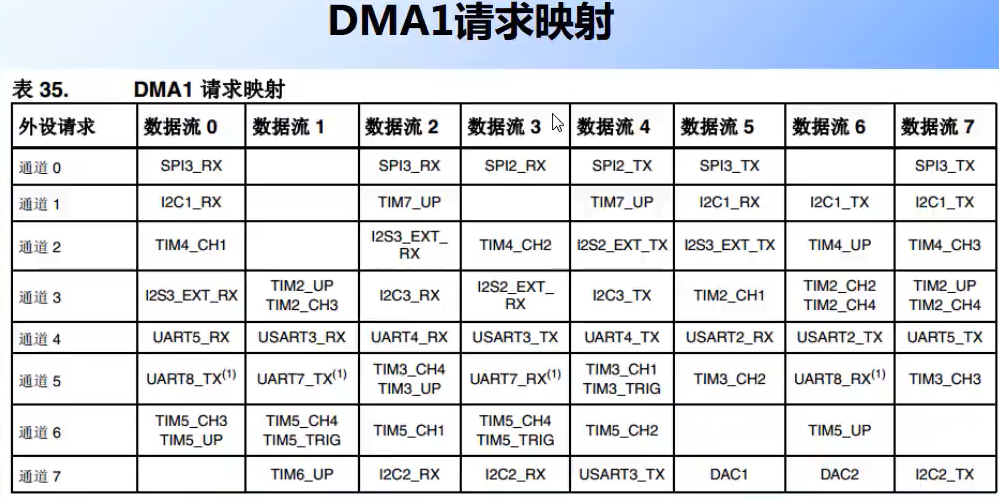 DMA1请求映射
表 35. DMA1 请求映射
外设请求 数据流 0 数据流 1 数据流 2 数据流 3 数据流 4 数据流 5 数据流 6 数据流 7
通道 0 SPI3_RX SPI3_RX SPI2_RX SPI2_TX SPI3_TX SPI3_TX
通道 1 I2C1_RX TIM7_UP TIM7_UP I2C1_RX I2C1_TX I2C1_TX
通道 2 TIM4_CH1 I2S3_EXT_RX TIM4_CH2 I2S2_EXT_TX I2S3_EXT_TX TIM4_UP TIM4_CH3
通道 3 I2S3_EXT_RX TIM2_UP TIM2_CH3 I2C3_RX I2S2_EXT_RX I2C3_TX TIM2_CH1 TIM2_CH2 TIM2_CH4 TIM2_UP TIM2_CH4
通道 4 UART5_RX USART3_RX UART4_RX USART3_TX UART4_TX USART2_RX USART2_TX UART5_TX
通道 5 UART8_TX(1) UART7_TX(1) TIM3_CH4 TIM3_UP UART7_RX(1) TIM3_CH1 TIM3_TRIG TIM3_CH2 UART8_RX(1) TIM3_CH3
通道 6 TIM5_CH3 TIM5_UP TIM5_CH4 TIM5_TRIG TIM5_CH1 TIM5_CH4 TIM5_TRIG TIM5_CH2 TIM5_UP
通道 7 TIM6_UP I2C2_RX I2C2_RX USART3_TX DAC1 DAC2 I2C2_TX